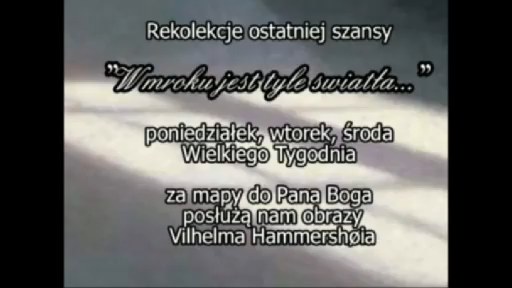 Rekolekcje ostatniej szansy
"W mroku jest tyle światła..."
poniedziałek, wtorek, środa
Wielkiego Tygodnia
za mapy do Pana Boga
posłużą nam obrazy
Vilhelma Hammershøia